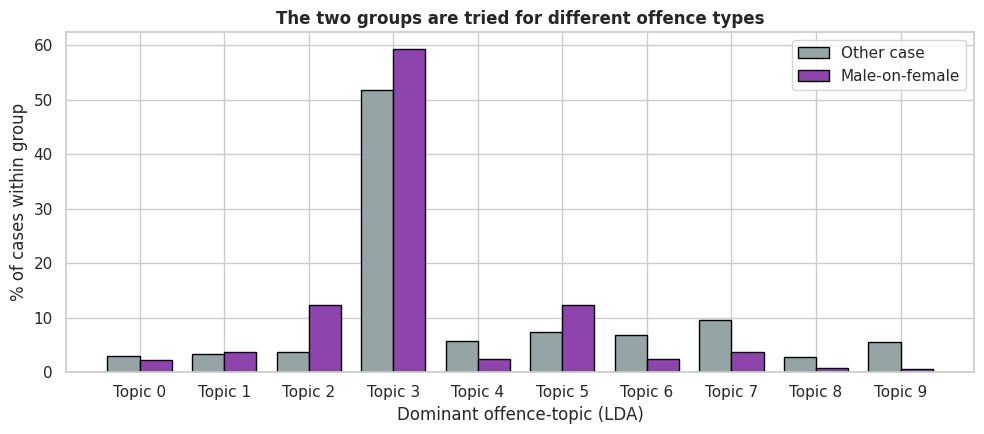 The two groups are tried for different offence types
Other case
Male-on-female
% of cases within group
60
50
40
30
20
10
0
Topic 0 Topic 1 Topic 2 Topic 3 Topic 4 Topic 5 Topic 6 Topic 7 Topic 8 Topic 9
Dominant offence-topic (LDA)